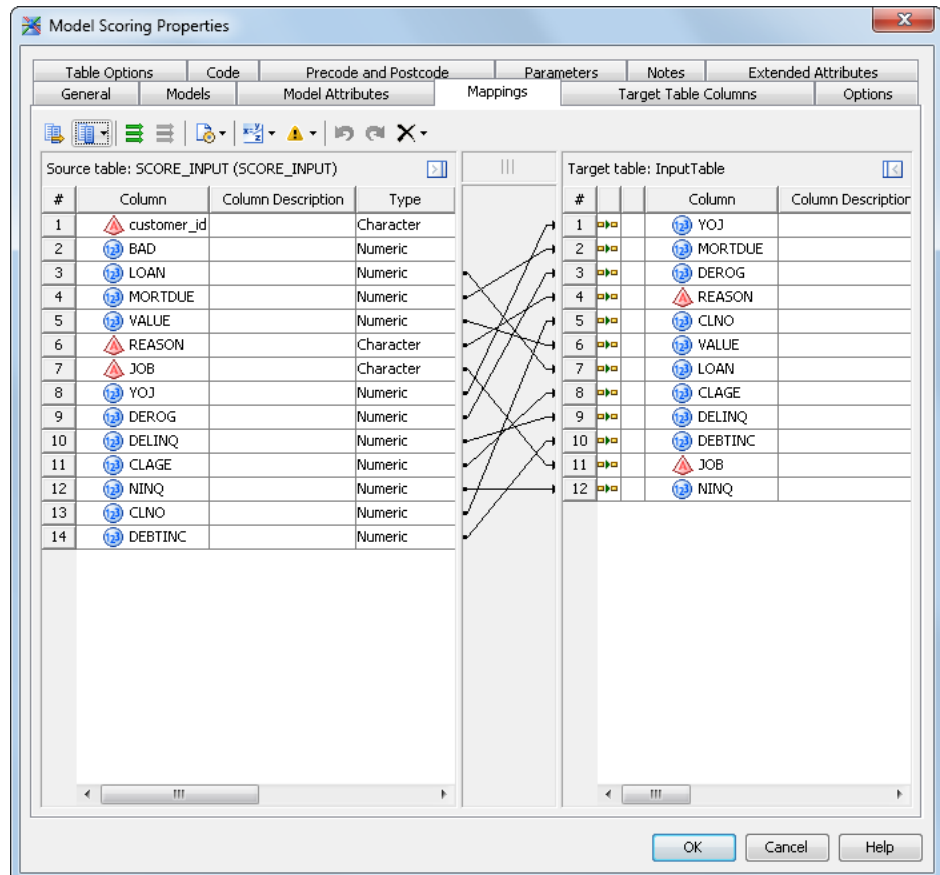 Model Scoring Properties
Table Options Code Precode and Postcode Parameters Notes Extended Attributes
General Models Model Attributes Mappings Target Table Columns Options
Source table: SCORE_INPUT (SCORE_INPUT) Target table: InputTable
# Column Column Description Type # Column Column Description
1 customer_id Character 1 YOJ
2 BAD Numeric 2 MORTDUE
3 LOAN Numeric 3 DEROG
4 MORTDUE Numeric 4 REASON
5 VALUE Numeric 5 CLNO
6 REASON Character 6 VALUE
7 JOB Character 7 LOAN
8 YOJ Numeric 8 CLAGE
9 DEROG Numeric 9 DELINQ
10 DELINQ Numeric 10 DEBTINC
11 CLAGE Numeric 11 JOB
12 NINQ Numeric 12 NINQ
13 CLNO Numeric
14 DEBTINC Numeric
OK Cancel Help